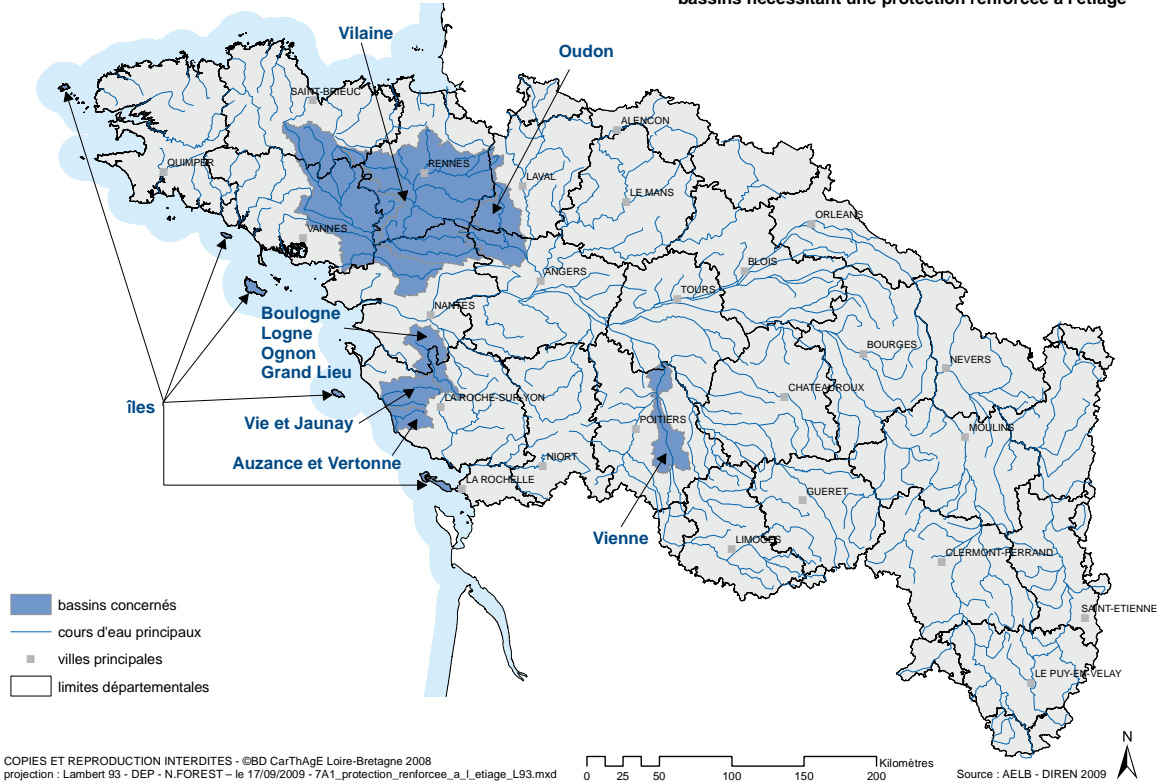 bassins nécessitant une protection renforcée à l'étiage
Vilaine
Oudon
SAINT-BRIEUC
ALENCON
QUIMPER
RENNES
LAVAL
LE MANS
ORLEANS
VANNES
BLOIS
ANGERS
TOURS
NANTES
Boulogne
Logne
Ognon
Grand Lieu
BOURGES
NEVERS
CHATEAUROUX
îles
LA ROCHE-SUR-YON
Vie et Jaunay
POITIERS
MOULINS
Auzance et Vertonne
NIORT
LA ROCHELLE
GUERET
Vienne
LIMOGES
CLERMONT-FERRAND
SAINT-ETIENNE
LE PUY-EN-VELAY
bassins concernés
cours d'eau principaux
villes principales
limites départementales
COPIES ET REPRODUCTION INTERDITES - ©BD CarThAgE Loire-Bretagne 2008
projection : Lambert 93 - DEP - N.FOREST – le 17/09/2009 - 7A1_protection_renforcee_a_l_etiage_L93.mxd
Kilomètres
0 25 50 100 150 200
Source : AELB - DIREN 2009
N